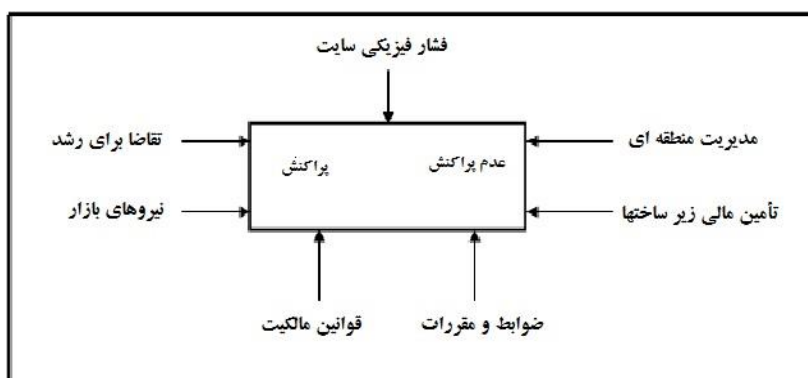 فشار فیزیکی سایت
مدیریت منطقه ای
تقاضا برای رشد
عدم پراکنش
پراکنش
تأمین مالی زیر ساختها
نیروهای بازار
ضوابط و مقررات
قوانین مالکیت